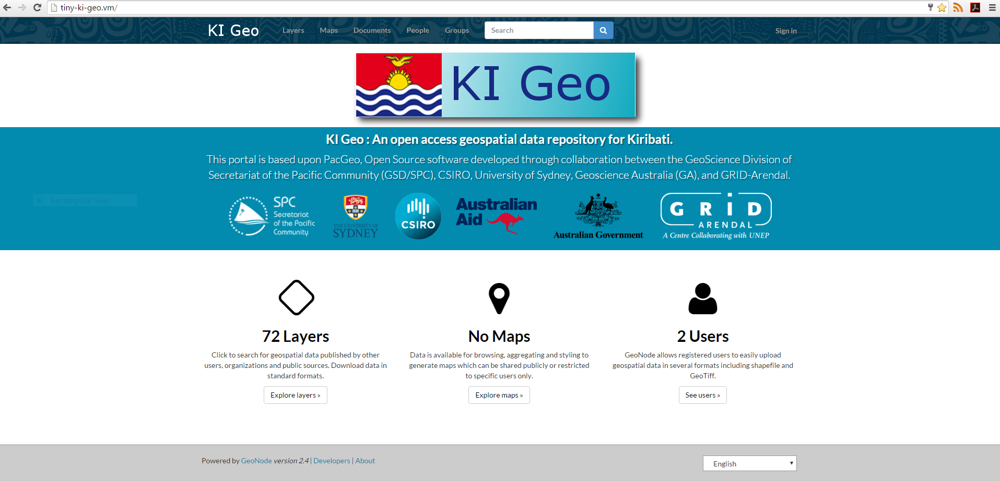 tiny-ki-geo.vm/
KI Geo Layers Maps Documents People Groups Search Sign in
KI Geo
KI Geo : An open access geospatial data repository for Kiribati.
This portal is based upon PacGeo, Open Source software developed through collaboration between the GeoScience Division of
Secretariat of the Pacific Community (GSD/SPC), CSIRO, University of Sydney, Geoscience Australia (GA), and GRID-Arendal.
Rectangular Snip
SPC
Secretariat
of the Pacific
Community
THE UNIVERSITY OF
SYDNEY
CSIRO
Australian
Aid
Australian Government
GRiD
ARENDAL
A Centre Collaborating with UNEP
72 Layers
Click to search for geospatial data published by other
users, organizations and public sources. Download data in
standard formats.
Explore layers »
No Maps
Data is available for browsing, aggregating and styling to
generate maps which can be shared publicly or restricted
to specific users only.
Explore maps »
2 Users
GeoNode allows registered users to easily upload
geospatial data in several formats including shapefile and
GeoTiff.
See users »
Powered by GeoNode version 2.4 | Developers | About
English